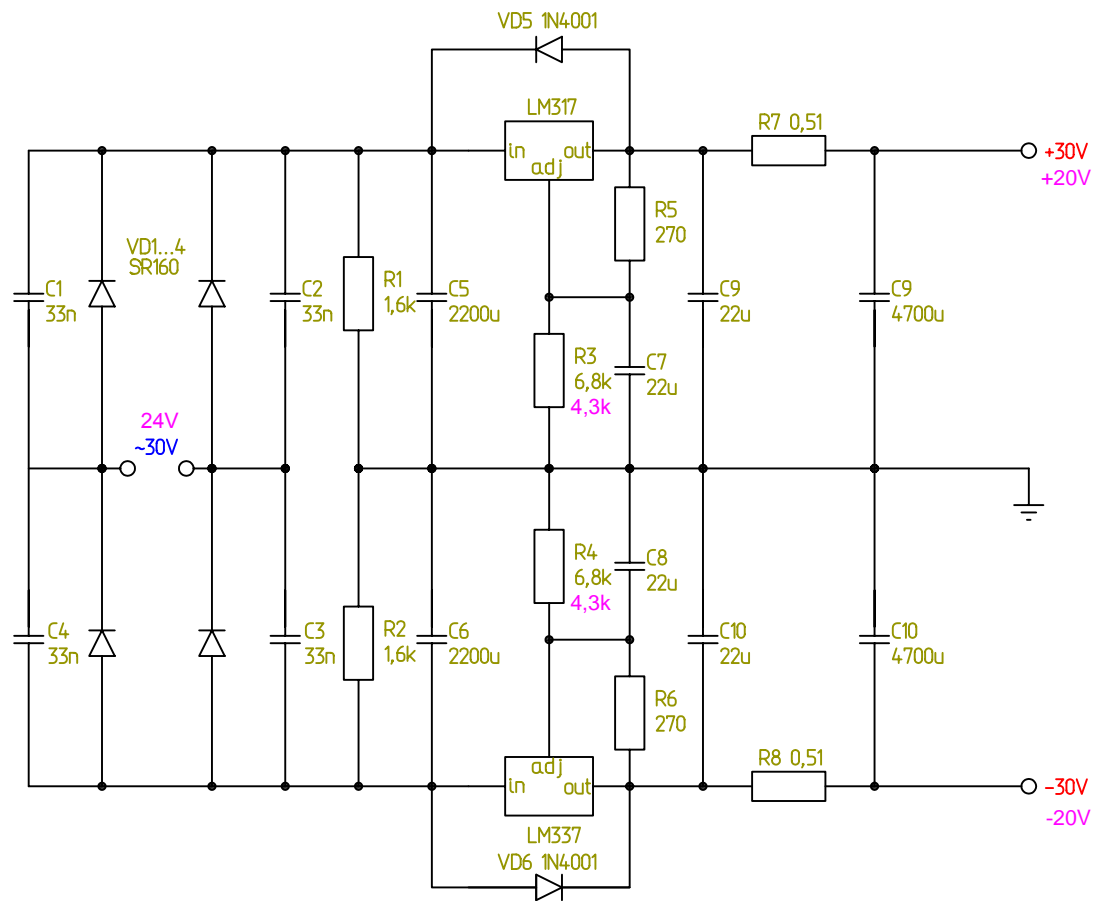 VD5 1N4001
LM317
in
out
adj
R7 0,51
+30V
+20V
R5
270
VD1...4
SR160
C1
33n
C2
33n
R1
1,6k
C5
2200u
C9
22u
C9
4700u
R3
6,8k
4,3k
C7
22u
24V
~30V
R4
6,8k
4,3k
C8
22u
C4
33n
C3
33n
R2
1,6k
C6
2200u
C10
22u
C10
4700u
R6
270
R8 0,51
adj
in
out
-30V
-20V
LM337
VD6 1N4001